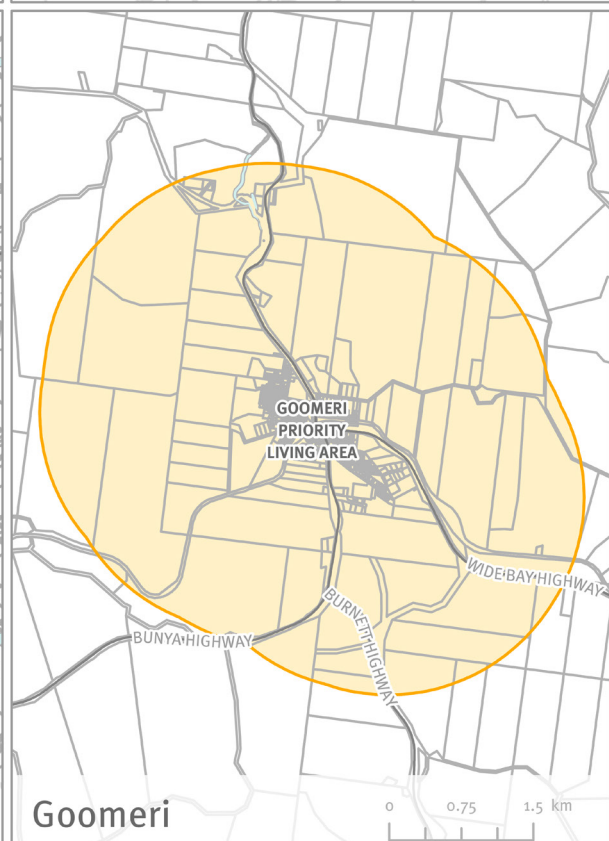 GOOMERI
PRIORITY
LIVING AREA
WIDE BAY HIGHWAY
BURNETT HIGHWAY
BUNYA HIGHWAY
Goomeri
0 0.75 1.5 km